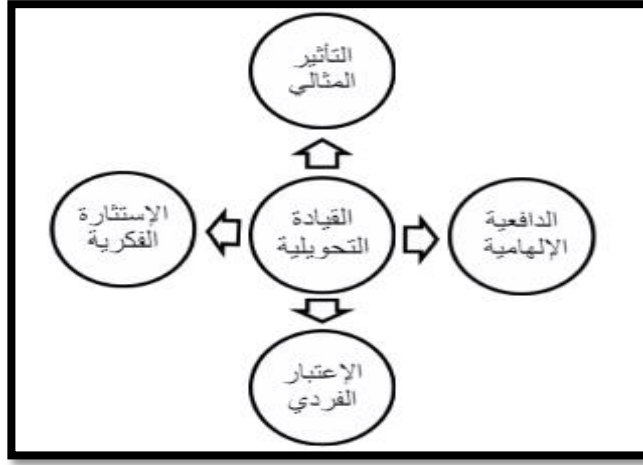 التأثير
المثالي
الدافعية
الإلهامية
القيادة
التحويلية
الإستثارة
الفكرية
الإعتبار
الفردي